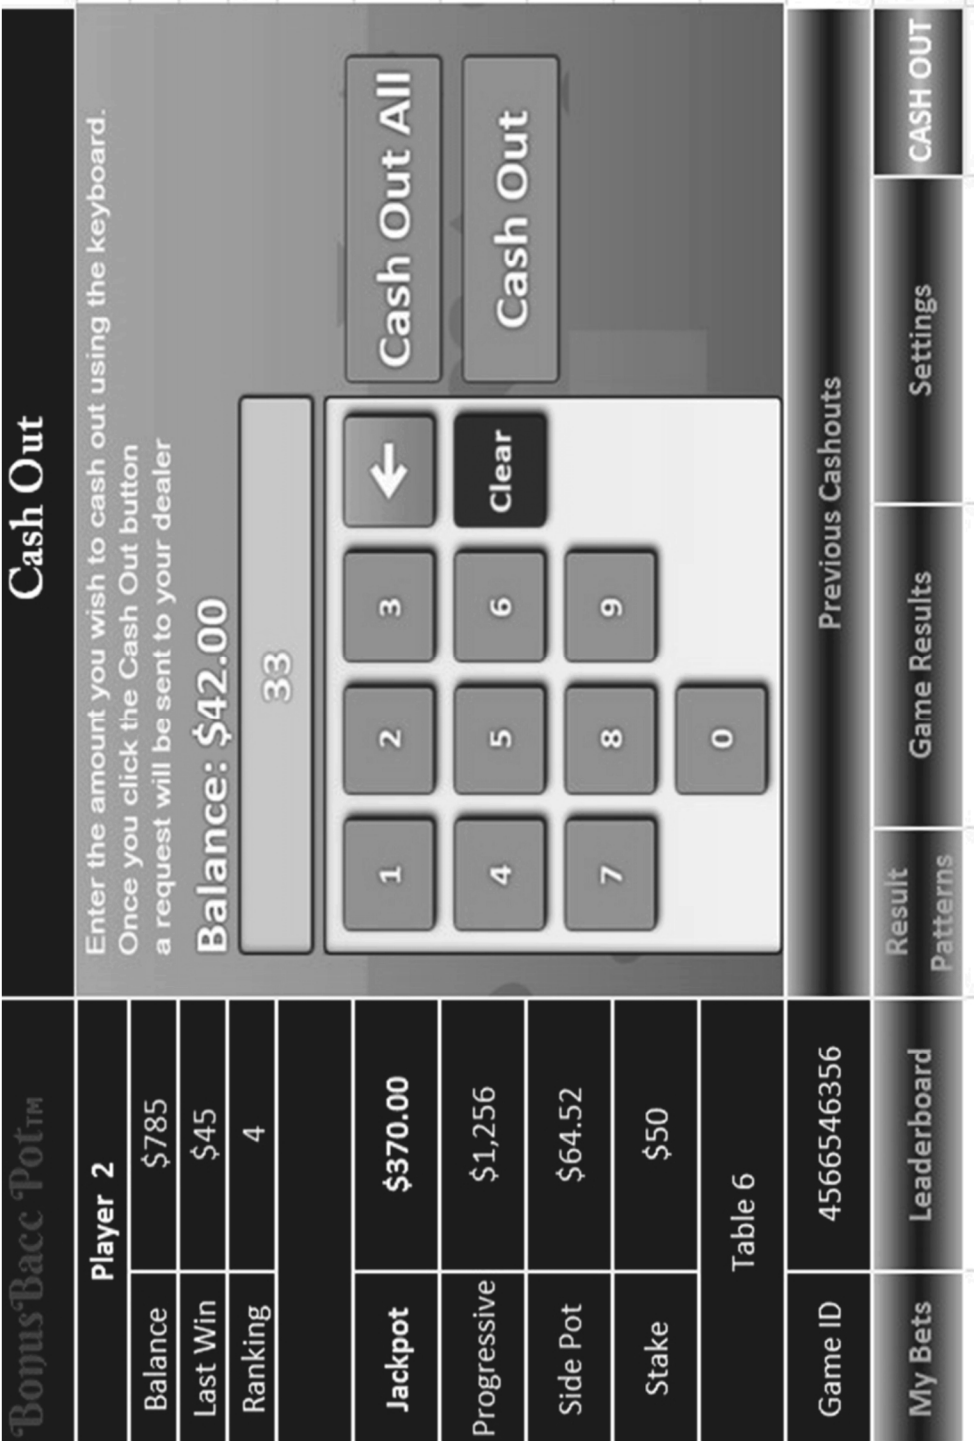 BonusBacc Pot™
Cash Out
Player 2
Balance $785
Last Win $45
Ranking 4
Jackpot $370.00
Progressive $1,256
Side Pot $64.52
Stake $50
Table 6
Game ID 4566546356
Enter the amount you wish to cash out using the keyboard.
Once you click the Cash Out button
a request will be sent to your dealer
Balance: $42.00
33
1 2 3 ←
4 5 6 Clear
7 8 9
0
Cash Out All
Cash Out
Previous Cashouts
My Bets
Leaderboard
Result
Patterns
Game Results
Settings
CASH OUT